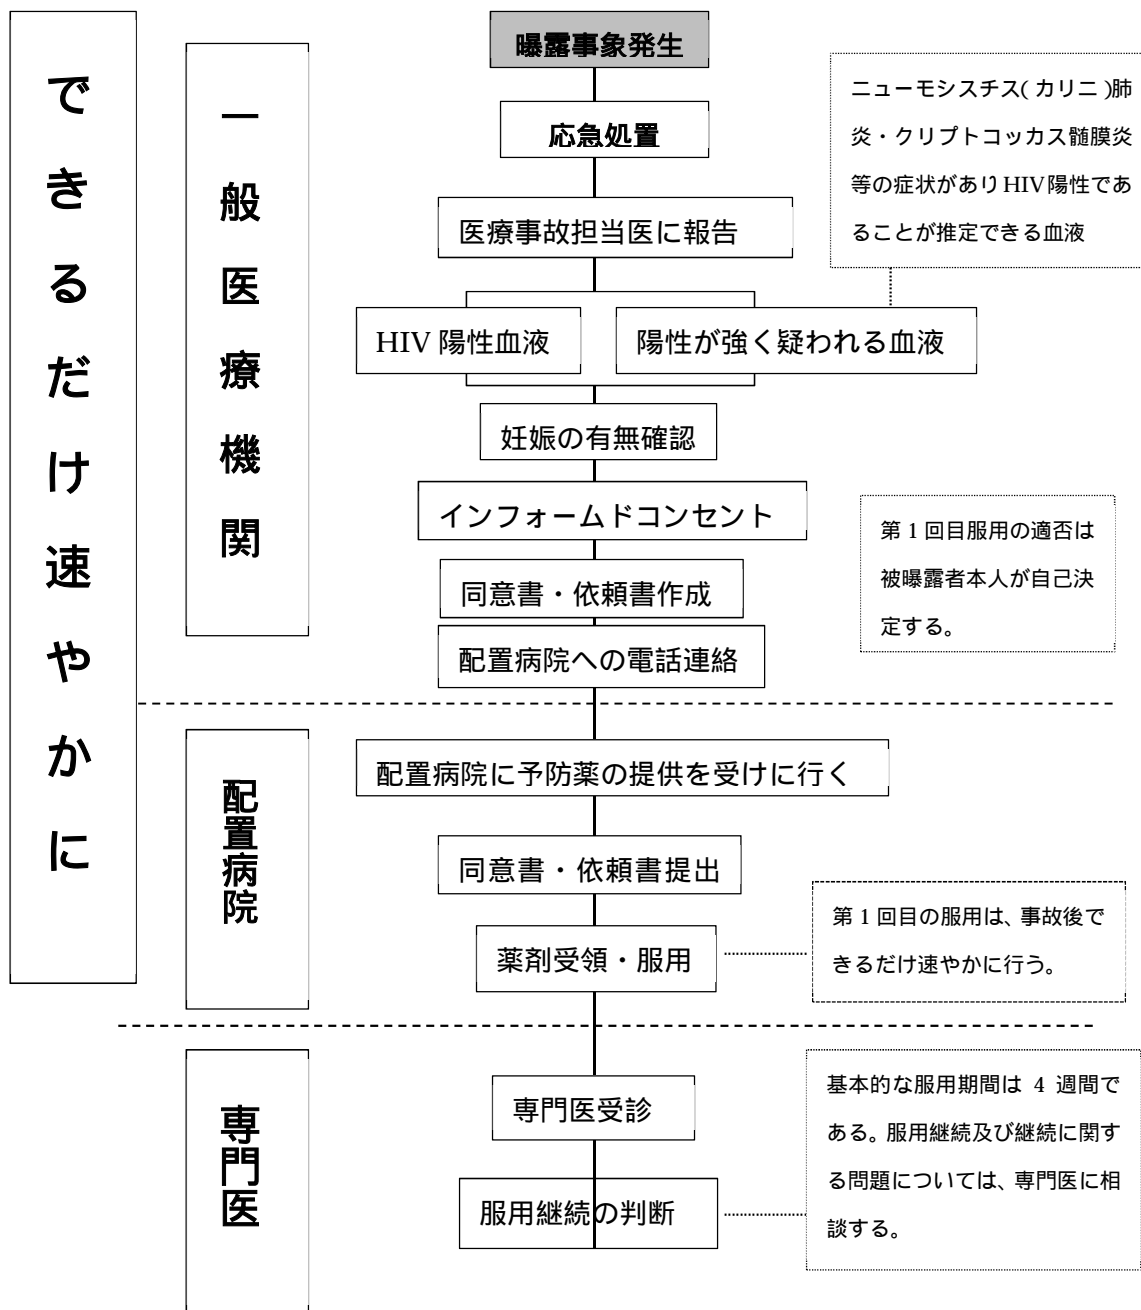 できるだけ速やかに
一般医療機関
曝露事象発生
応急処置
医療事故担当医に報告
ニューモシスチス(カリニ)肺
炎・クリプトコッカス髄膜炎
等の症状がありHIV陽性であ
ることが推定できる血液
HIV 陽性血液
陽性が強く疑われる血液
妊娠の有無確認
インフォームドコンセント
第1回目服用の適否は
被曝露者本人が自己決
定する。
同意書・依頼書作成
配置病院への電話連絡
配置病院
配置病院に予防薬の提供を受けに行く
同意書・依頼書提出
薬剤受領・服用
第1回目の服用は、事故後で
きるだけ速やかに行う。
専門医
専門医受診
服用継続の判断
基本的な服用期間は 4 週間で
ある。服用継続及び継続に関す
る問題については、専門医に相
談する。